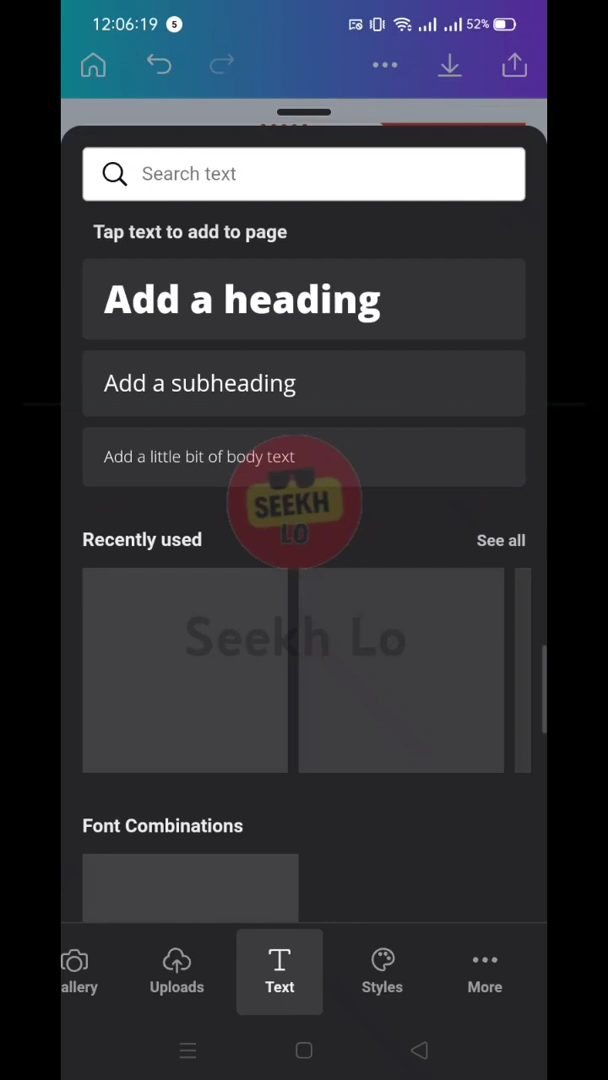 12:06:19 5 52%
Search text
Tap text to add to page
Add a heading
Add a subheading
Add a little bit of body text
SEEKH
LO
Recently used See all
Seekh Lo
Font Combinations
allery Uploads Text Styles More